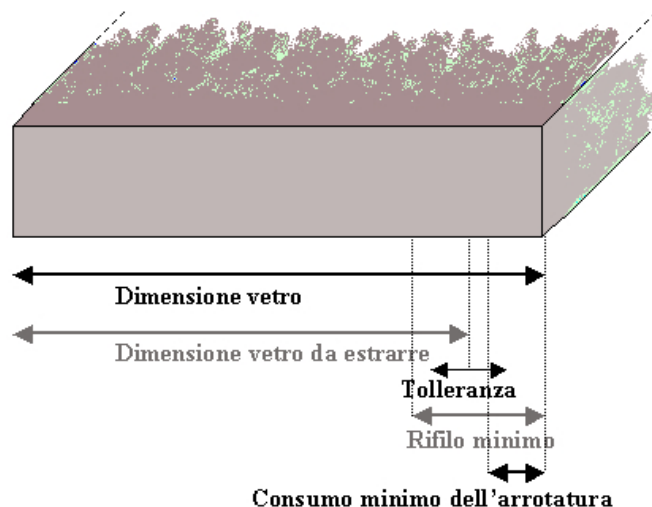 Dimensione vetro
Dimensione vetro da estrarre
Tolleranza
Rifilo minimo
Consumo minimo dell'arrotatura